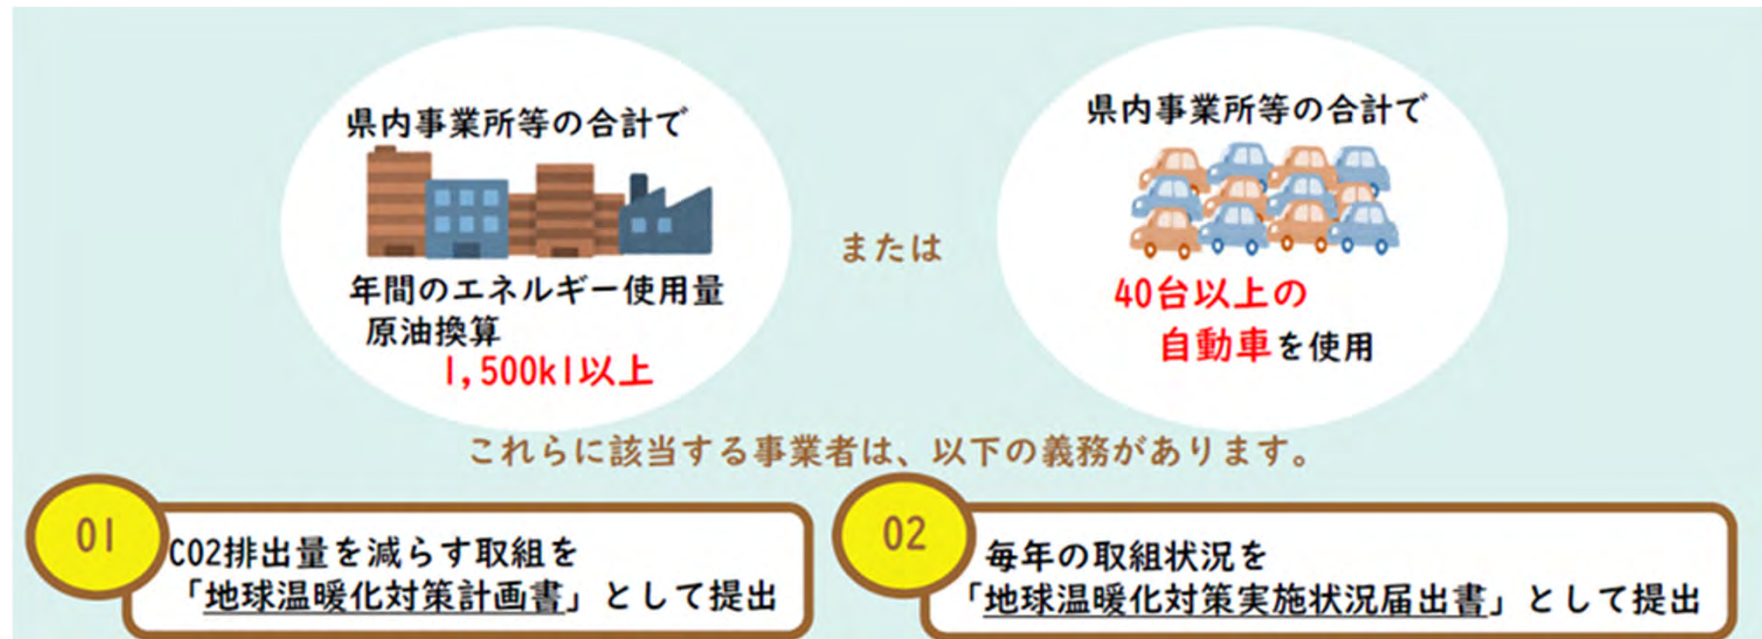 県内事業所等の合計で
年間のエネルギー使用量
原油換算
1,500kl以上
または
県内事業所等の合計で
40台以上の
自動車を使用
これらに該当する事業者は、以下の義務があります。
01
CO2排出量を減らす取組を
「地球温暖化対策計画書」として提出
02
毎年の取組状況を
「地球温暖化対策実施状況届出書」として提出